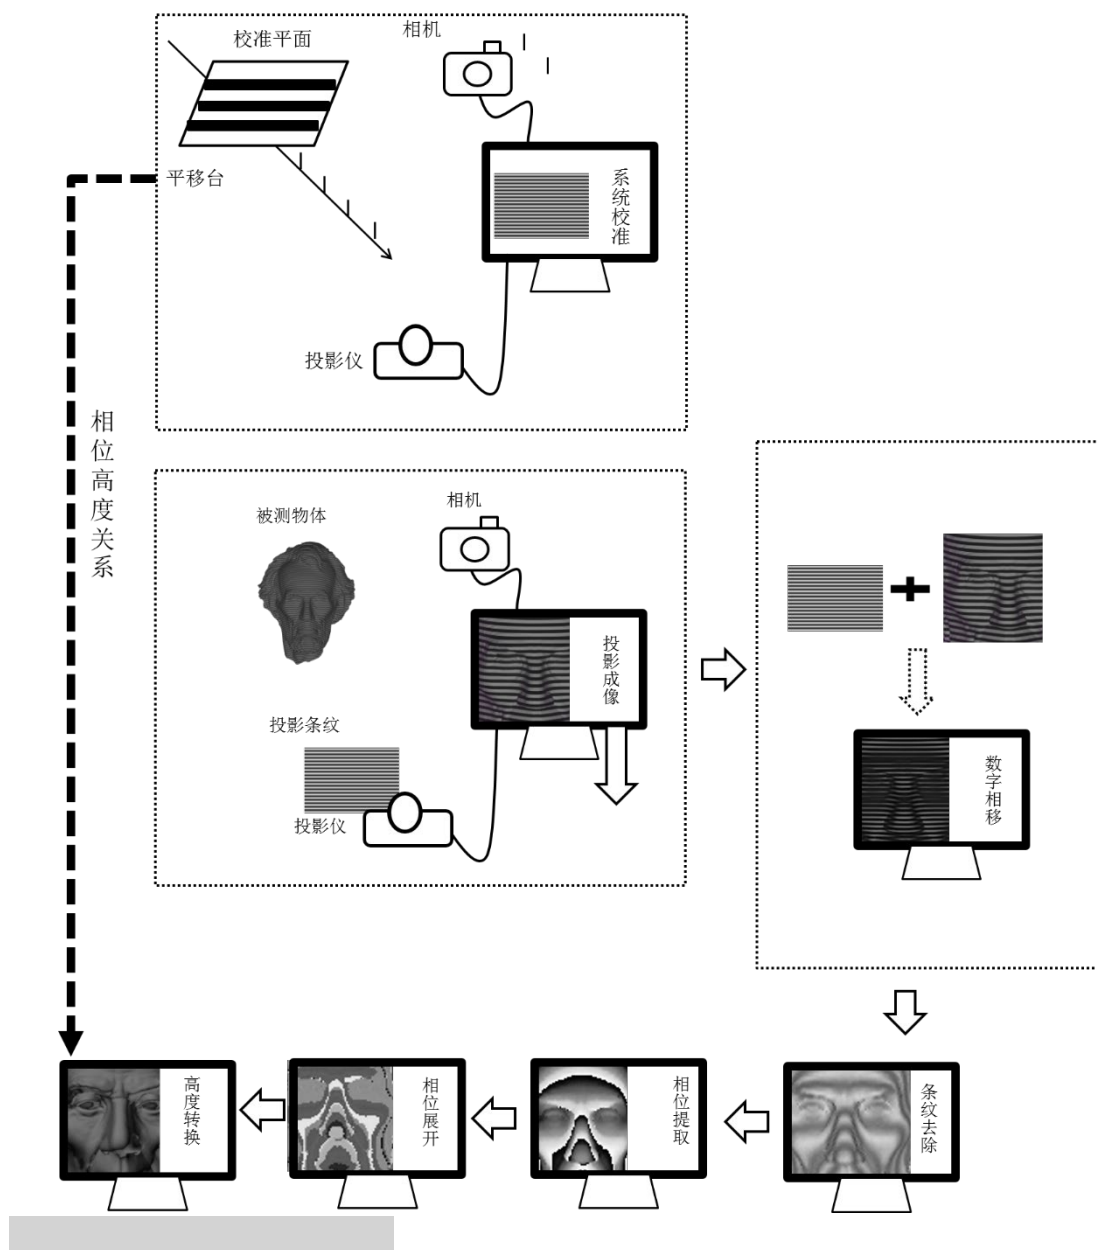 校准平面
相机
平移台
系统校准
投影仪
相位高度关系
被测物体
相机
投影成像
投影条纹
投影仪
数字相移
高度转换
相位展开
相位提取
条纹去除